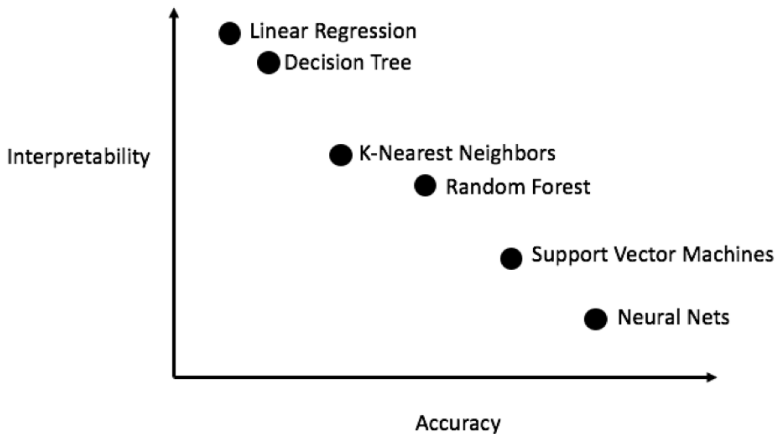 Linear Regression
Decision Tree
Interpretability
K-Nearest Neighbors
Random Forest
Support Vector Machines
Neural Nets
Accuracy